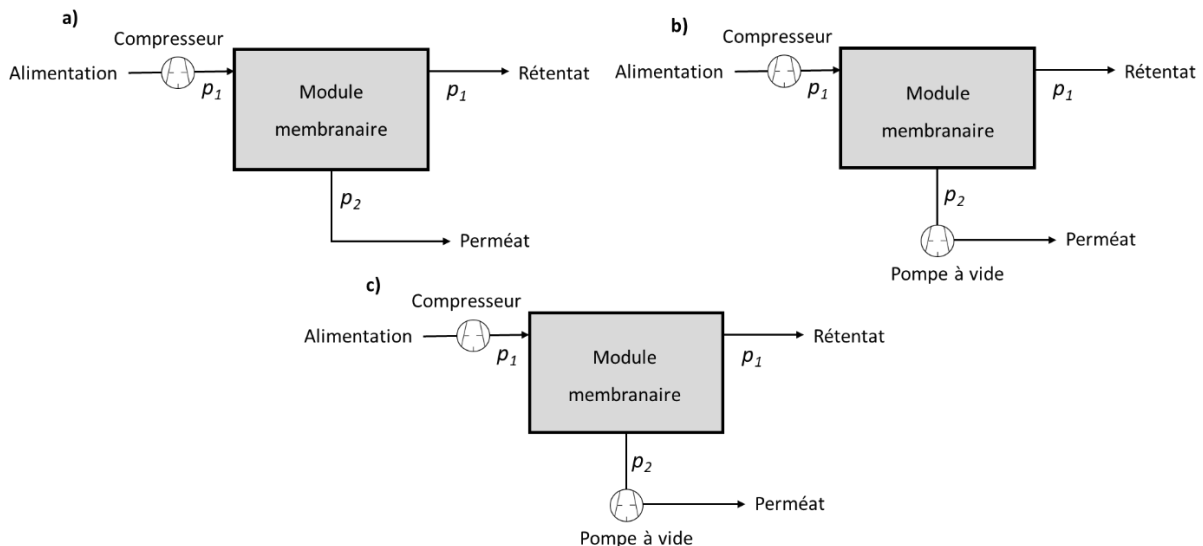 a)
Compresseur
Alimentation
p1
Module
membranaire
p1
Rétentat
p2
Perméat
b)
Compresseur
Alimentation
p1
Module
membranaire
p1
Rétentat
p2
Perméat
Pompe à vide
c)
Compresseur
Alimentation
p1
Module
membranaire
p1
Rétentat
p2
Perméat
Pompe à vide